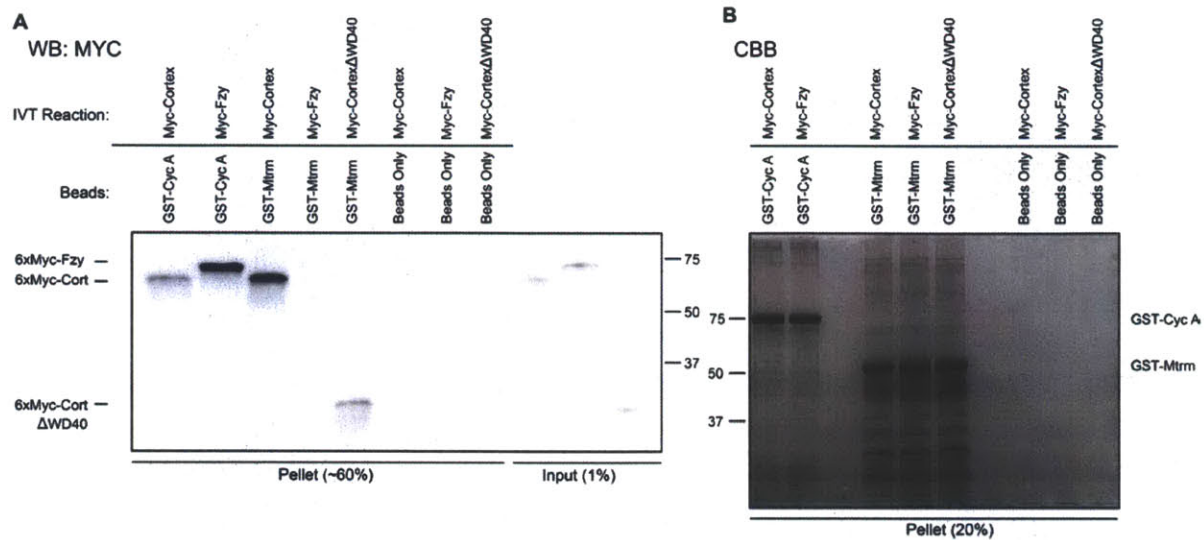 A
WB: MYC
IVT Reaction:
Myc-Cortex
Myc-Fzy
Myc-Cortex
Myc-Fzy
Myc-CortexΔWD40
Myc-Cortex
Myc-Fzy
Myc-CortexΔWD40
Beads:
GST-Cyc A
GST-Cyc A
GST-Mtrm
GST-Mtrm
GST-Mtrm
Beads Only
Beads Only
Beads Only
6xMyc-Fzy
6xMyc-Cort
6xMyc-Cort
ΔWD40
75
50
37
Pellet (~60%)
Input (1%)
B
CBB
Myc-Cortex
Myc-Fzy
Myc-Cortex
Myc-Fzy
Myc-CortexΔWD40
Myc-Cortex
Myc-Fzy
Myc-CortexΔWD40
GST-Cyc A
GST-Cyc A
GST-Mtrm
GST-Mtrm
GST-Mtrm
Beads Only
Beads Only
Beads Only
75
50
37
GST-Cyc A
GST-Mtrm
Pellet (20%)